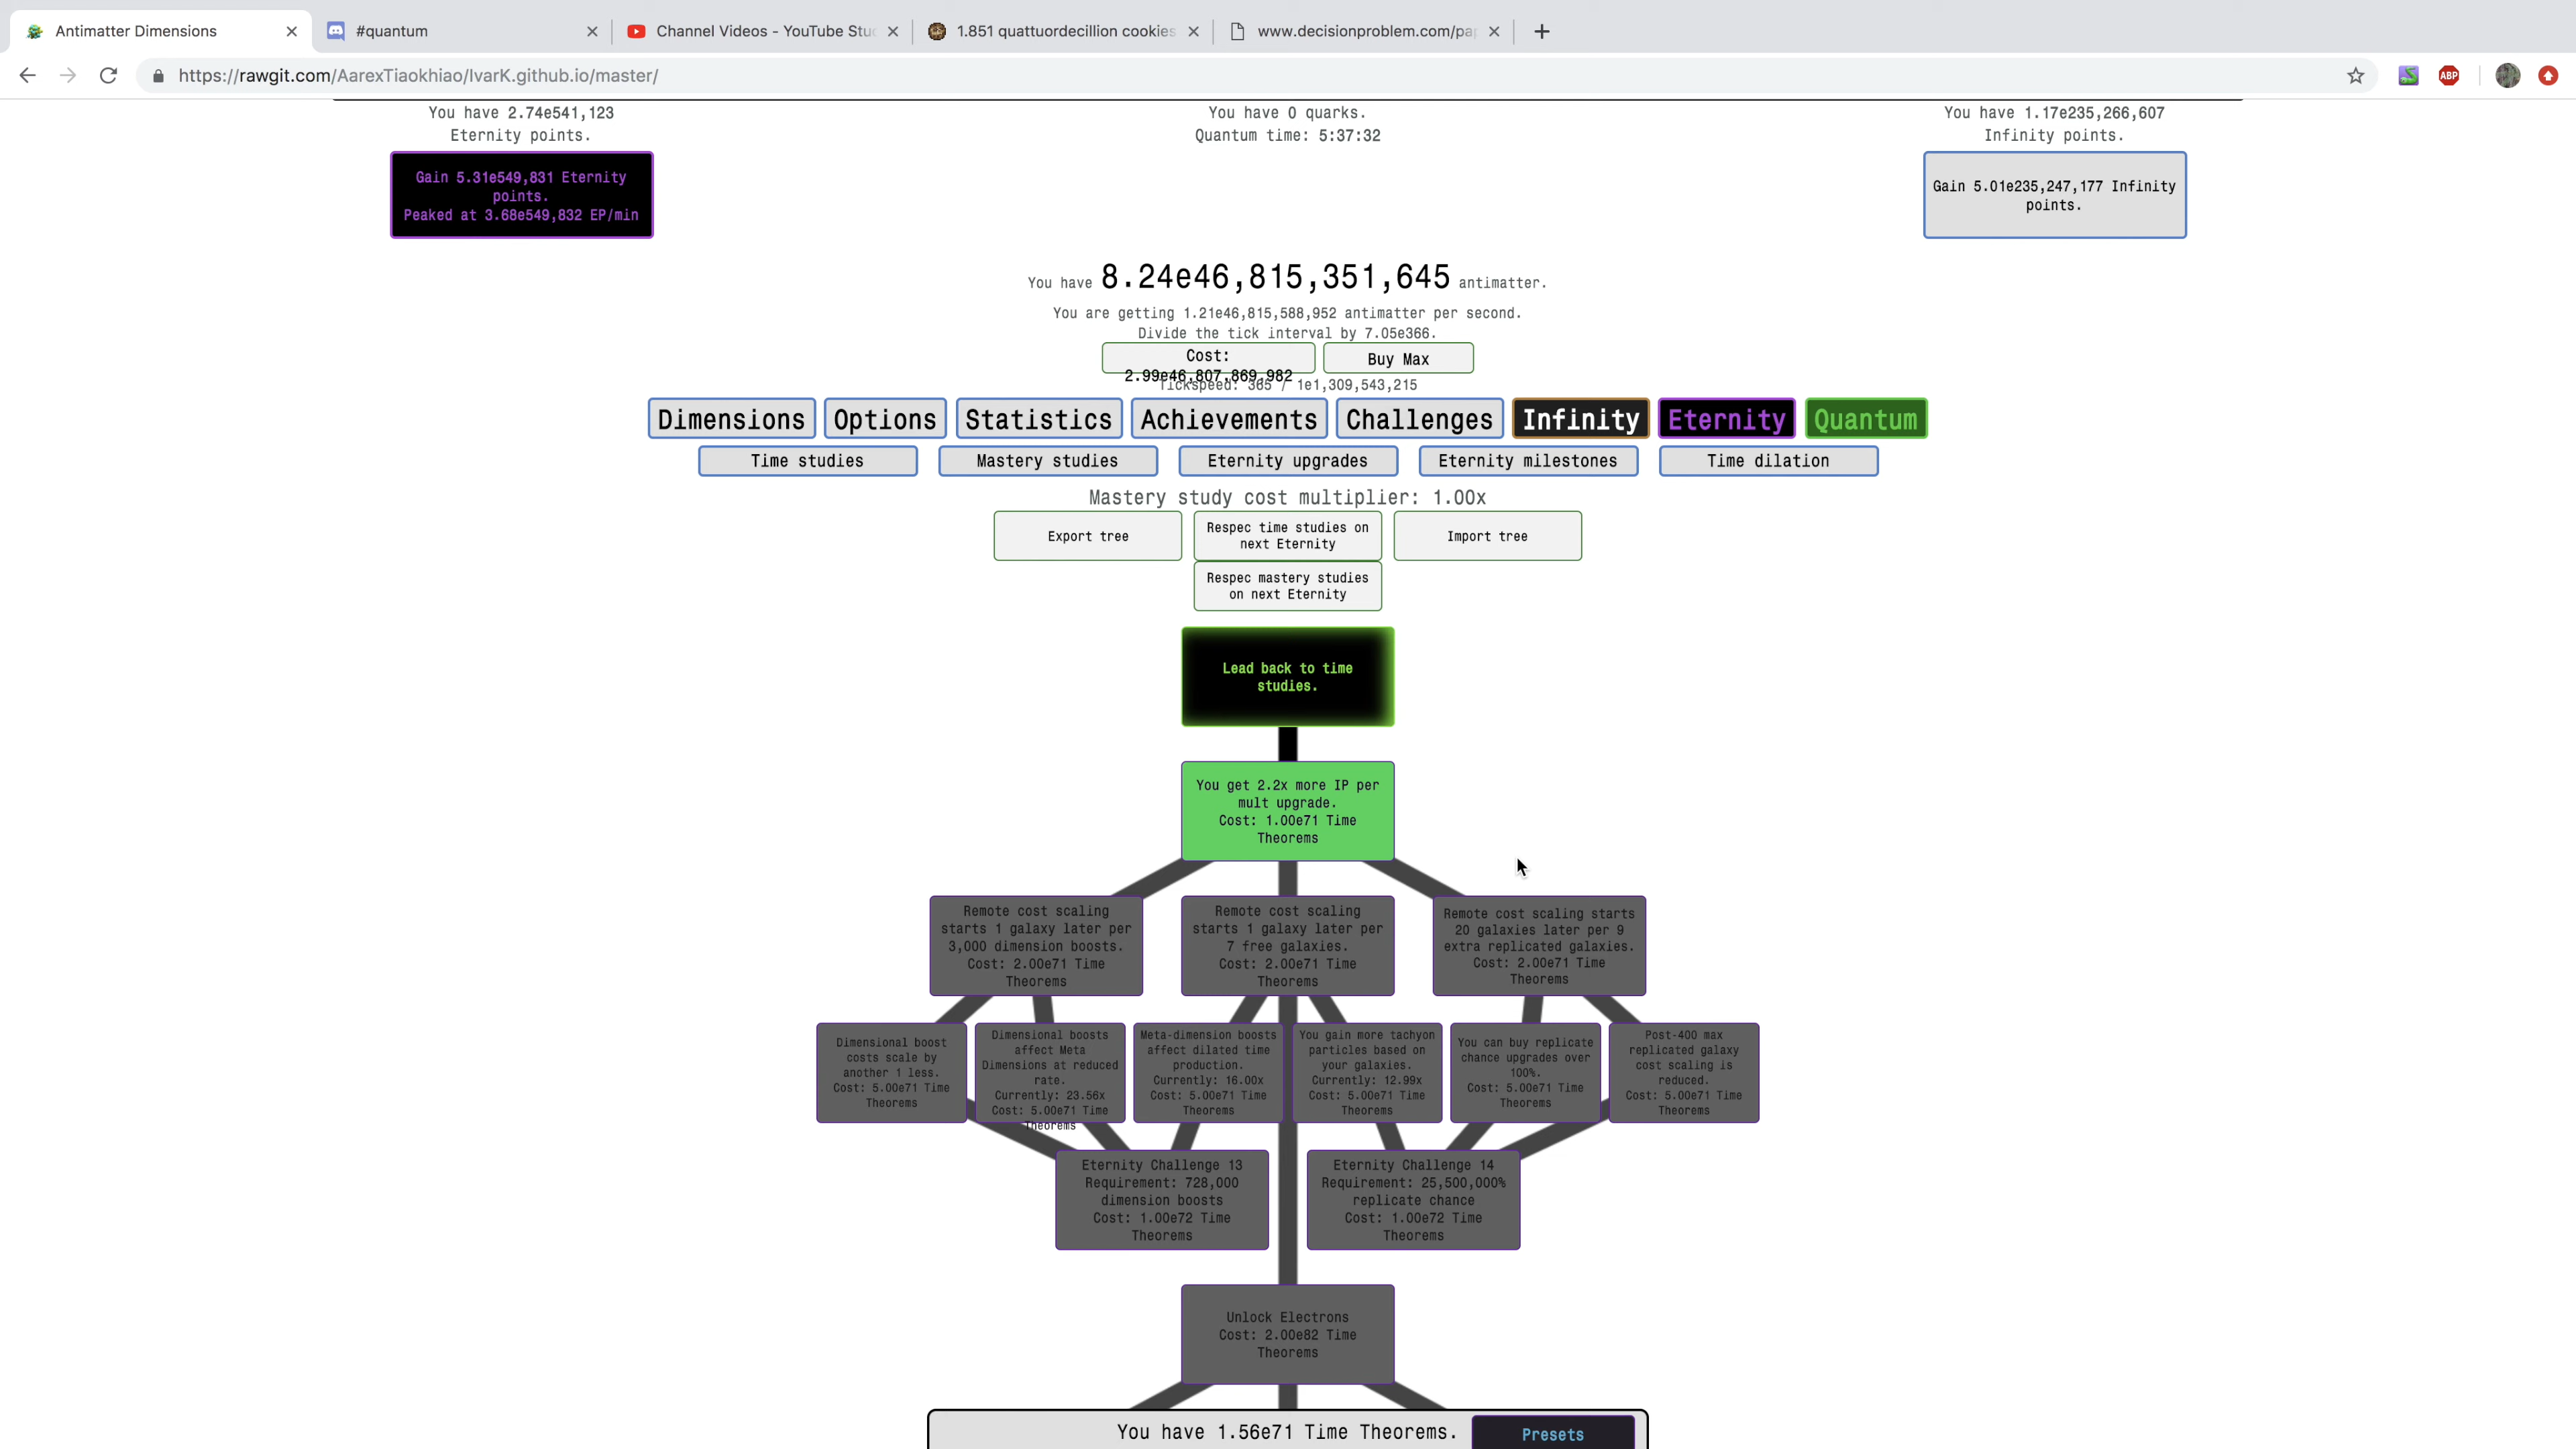 Antimatter Dimensions
#quantum
Channel Videos - YouTube Stu
1.851 quattuordecillion cookies
www.decisionproblem.com/pa
https://rawgit.com/AarexTiaokhiao/IvarK.github.io/master/
ABP
You have 2.74e541,123
Eternity points.
Gain 5.31e549,831 Eternity
points.
Peaked at 3.68e549,832 EP/min
You have 0 quarks.
Quantum time: 5:37:32
You have 1.17e235,266,607
Infinity points.
Gain 5.01e235,247,177 Infinity
points.
You have 8.24e46,815,351,645 antimatter.
You are getting 1.21e46,815,588,952 antimatter per second.
Divide the tick interval by 7.05e366.
Cost:
2.99e46,807,869,982
Buy Max
Tickspeed: 365 / 1e1,309,543,215
Dimensions
Options
Statistics
Achievements
Challenges
Infinity
Eternity
Quantum
Time studies
Mastery studies
Eternity upgrades
Eternity milestones
Time dilation
Mastery study cost multiplier: 1.00x
Export tree
Respec time studies on
next Eternity
Import tree
Respec mastery studies
on next Eternity
Lead back to time
studies.
You get 2.2x more IP per
mult upgrade.
Cost: 1.00e71 Time
Theorems
Remote cost scaling
starts 1 galaxy later per
3,000 dimension boosts.
Cost: 2.00e71 Time
Theorems
Remote cost scaling
starts 1 galaxy later per
7 free galaxies.
Cost: 2.00e71 Time
Theorems
Remote cost scaling starts
20 galaxies later per 9
extra replicated galaxies.
Cost: 2.00e71 Time
Theorems
Dimensional boost
costs scale by
another 1 less.
Cost: 5.00e71 Time
Theorems
Dimensional boosts
affect Meta
Dimensions at reduced
rate.
Currently: 23.56x
Cost: 5.00e71 Time
Theorems
Meta-dimension boosts
affect dilated time
production.
Currently: 16.00x
Cost: 5.00e71 Time
Theorems
You gain more tachyon
particles based on
your galaxies.
Currently: 12.99x
Cost: 5.00e71 Time
Theorems
You can buy replicate
chance upgrades over
100%.
Cost: 5.00e71 Time
Theorems
Post-400 max
replicated galaxy
cost scaling is
reduced.
Cost: 5.00e71 Time
Theorems
Eternity Challenge 13
Requirement: 728,000
dimension boosts
Cost: 1.00e72 Time
Theorems
Eternity Challenge 14
Requirement: 25,500,000%
replicate chance
Cost: 1.00e72 Time
Theorems
Unlock Electrons
Cost: 2.00e82 Time
Theorems
You have 1.56e71 Time Theorems.
Presets